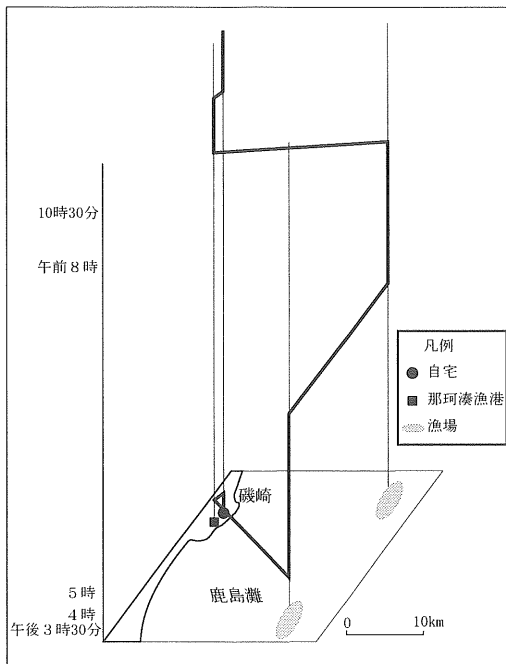 10時30分
午前8時
凡例
自宅
那珂湊漁港
漁場
磯崎
鹿島灘
5時
4時
午後3時30分
0 10km